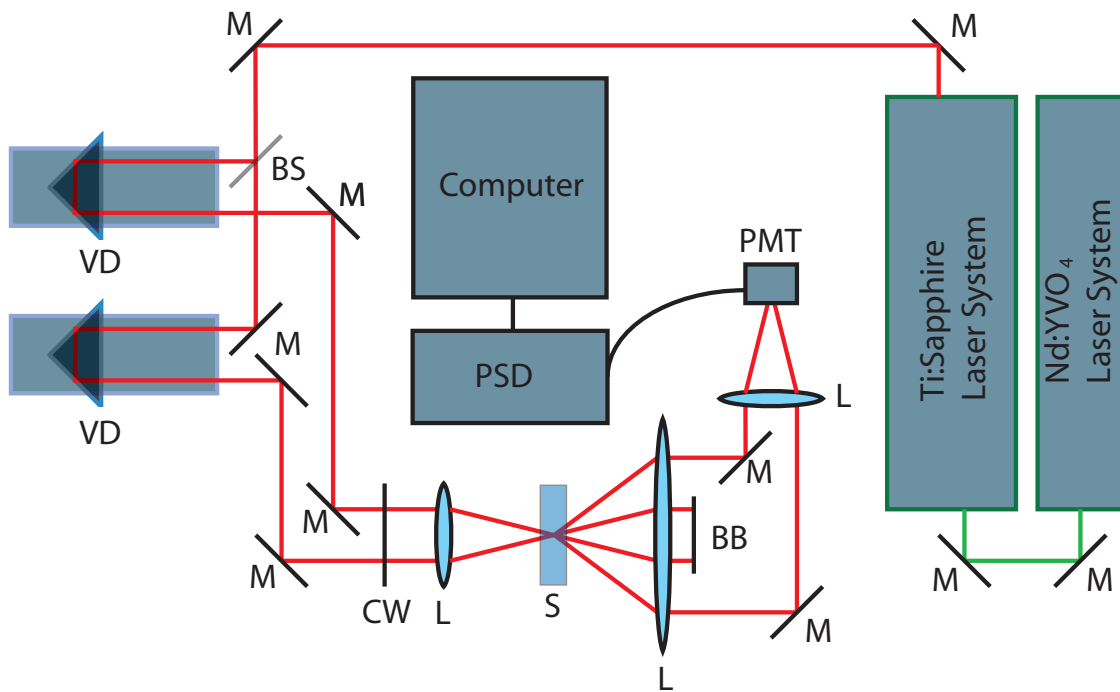 M
M
BS
M
VD
Computer
PMT
Ti:Sapphire
Laser System
Nd:YVO₄
Laser System
M
VD
PSD
L
M
M
M
CW
L
S
BB
L
M
M
M